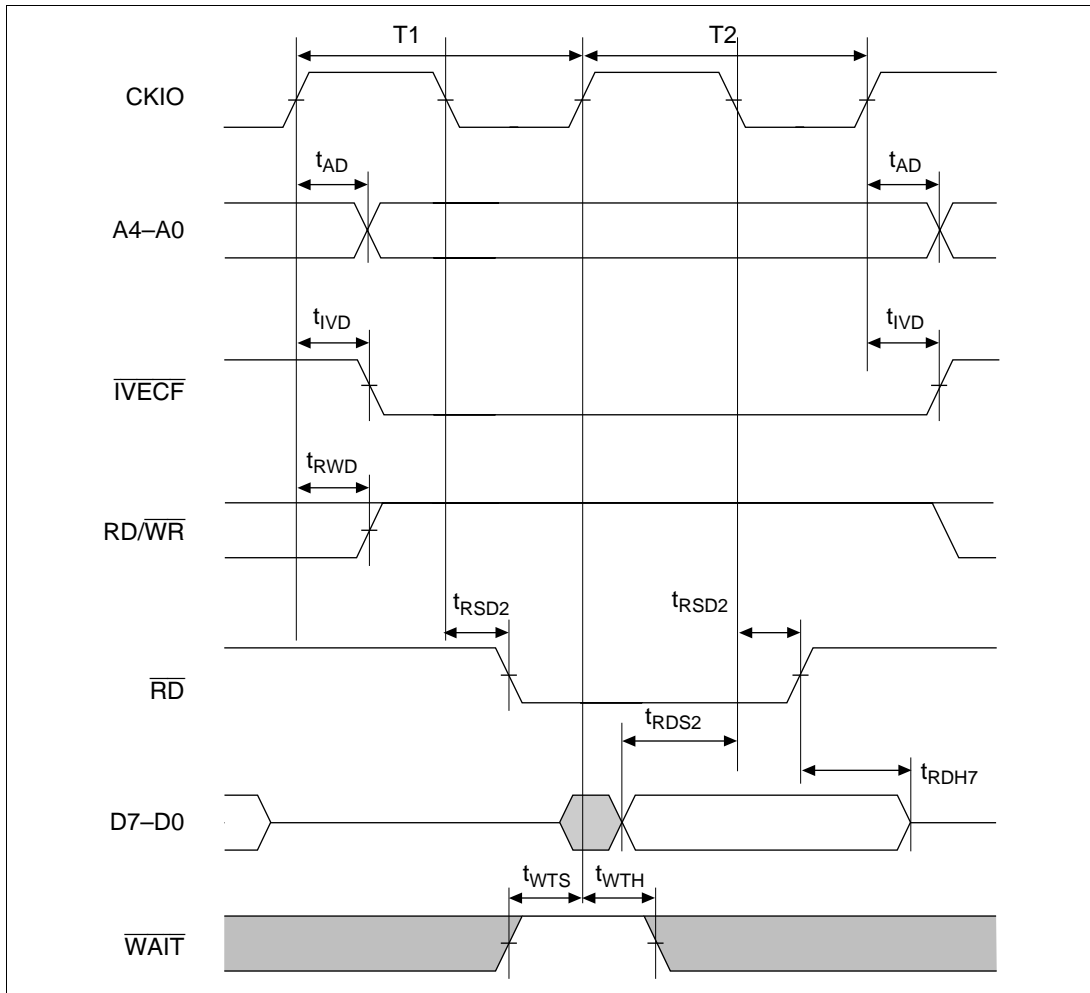 T1 T2
CKIO
tAD tAD
A4–A0
tIVD tIVD
IVECF
tRWD
RD/WR
tRSD2 tRSD2
RD
tRDS2
tRDH7
D7–D0
tWTS tWTH
WAIT